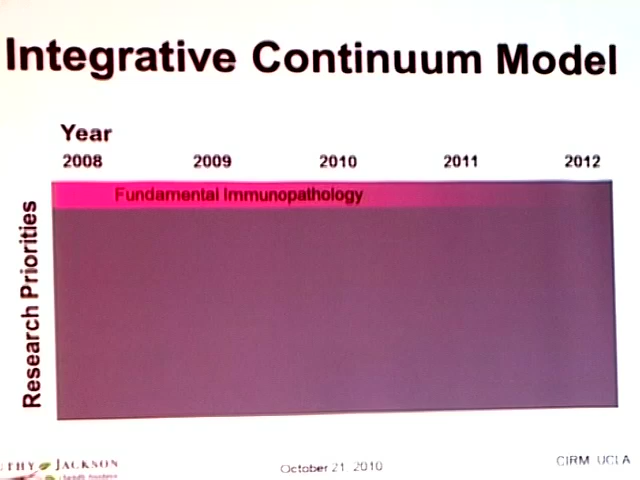 Integrative Continuum Model
Year
2008 2009 2010 2011 2012
Fundamental Immunopathology
Research Priorities
THY JACKSON
October 21, 2010
CIRM UCLA